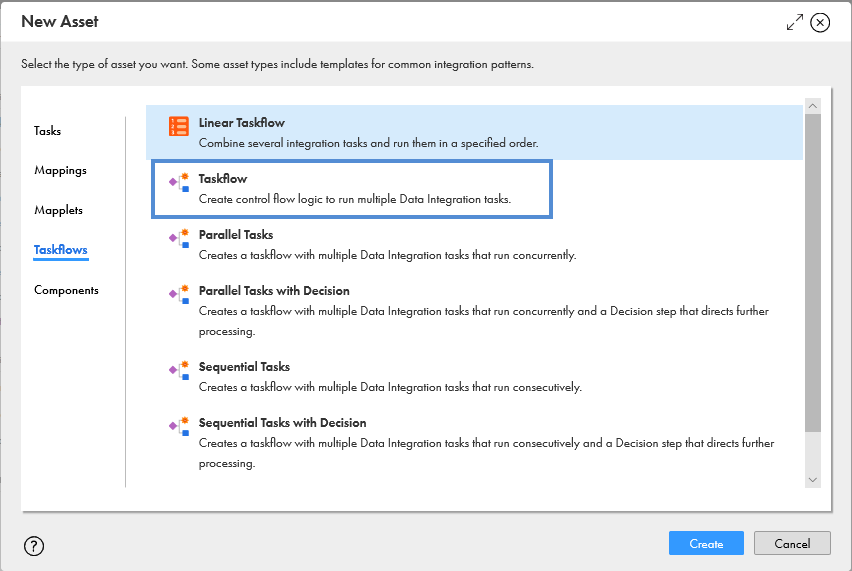 New Asset
Select the type of asset you want. Some asset types include templates for common integration patterns.
Tasks
Mappings
Mapplets
Taskflows
Components
1
2
3
Linear Taskflow
Combine several integration tasks and run them in a specified order.
Taskflow
Create control flow logic to run multiple Data Integration tasks.
Parallel Tasks
Creates a taskflow with multiple Data Integration tasks that run concurrently.
Parallel Tasks with Decision
Creates a taskflow with multiple Data Integration tasks that run concurrently and a Decision step that directs further
processing.
Sequential Tasks
Creates a taskflow with multiple Data Integration tasks that run consecutively.
Sequential Tasks with Decision
Creates a taskflow with multiple Data Integration tasks that run consecutively and a Decision step that directs further
processing.
?
Create
Cancel